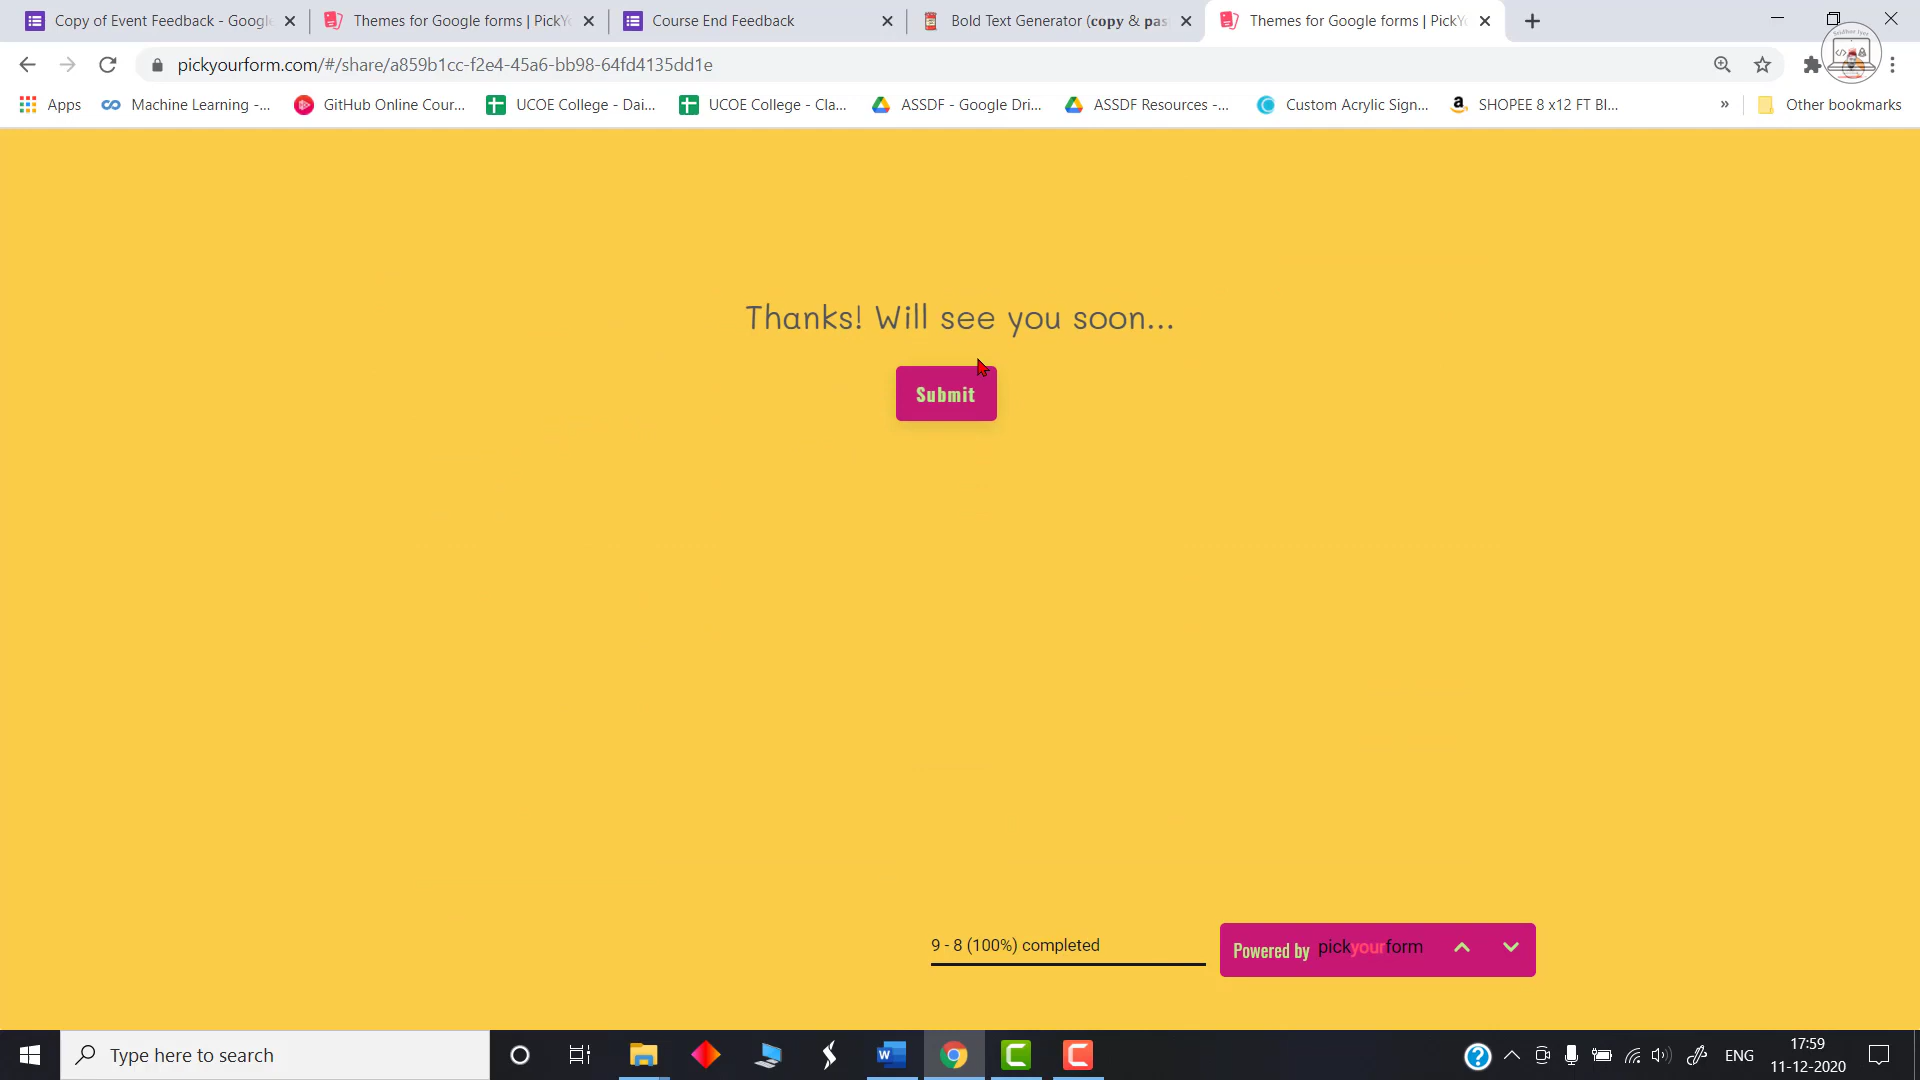 Copy of Event Feedback - Google
Themes for Google forms | PickYo
Course End Feedback
Bold Text Generator (𝐜𝐨𝐩𝐲 & 𝐩𝐚𝐬
Themes for Google forms | PickYo
pickyourform.com/#/share/a859b1cc-f2e4-45a6-bb98-64fd4135dd1e
Apps
Machine Learning -...
GitHub Online Cour...
UCOE College - Dai...
UCOE College - Cla...
ASSDF - Google Dri...
ASSDF Resources -...
Custom Acrylic Sign...
SHOPEE 8 x12 FT Bl...
»
Other bookmarks
Thanks! Will see you soon...
Submit
9 - 8 (100%) completed
Powered by pickyourform
Type here to search
ENG
17:59
11-12-2020